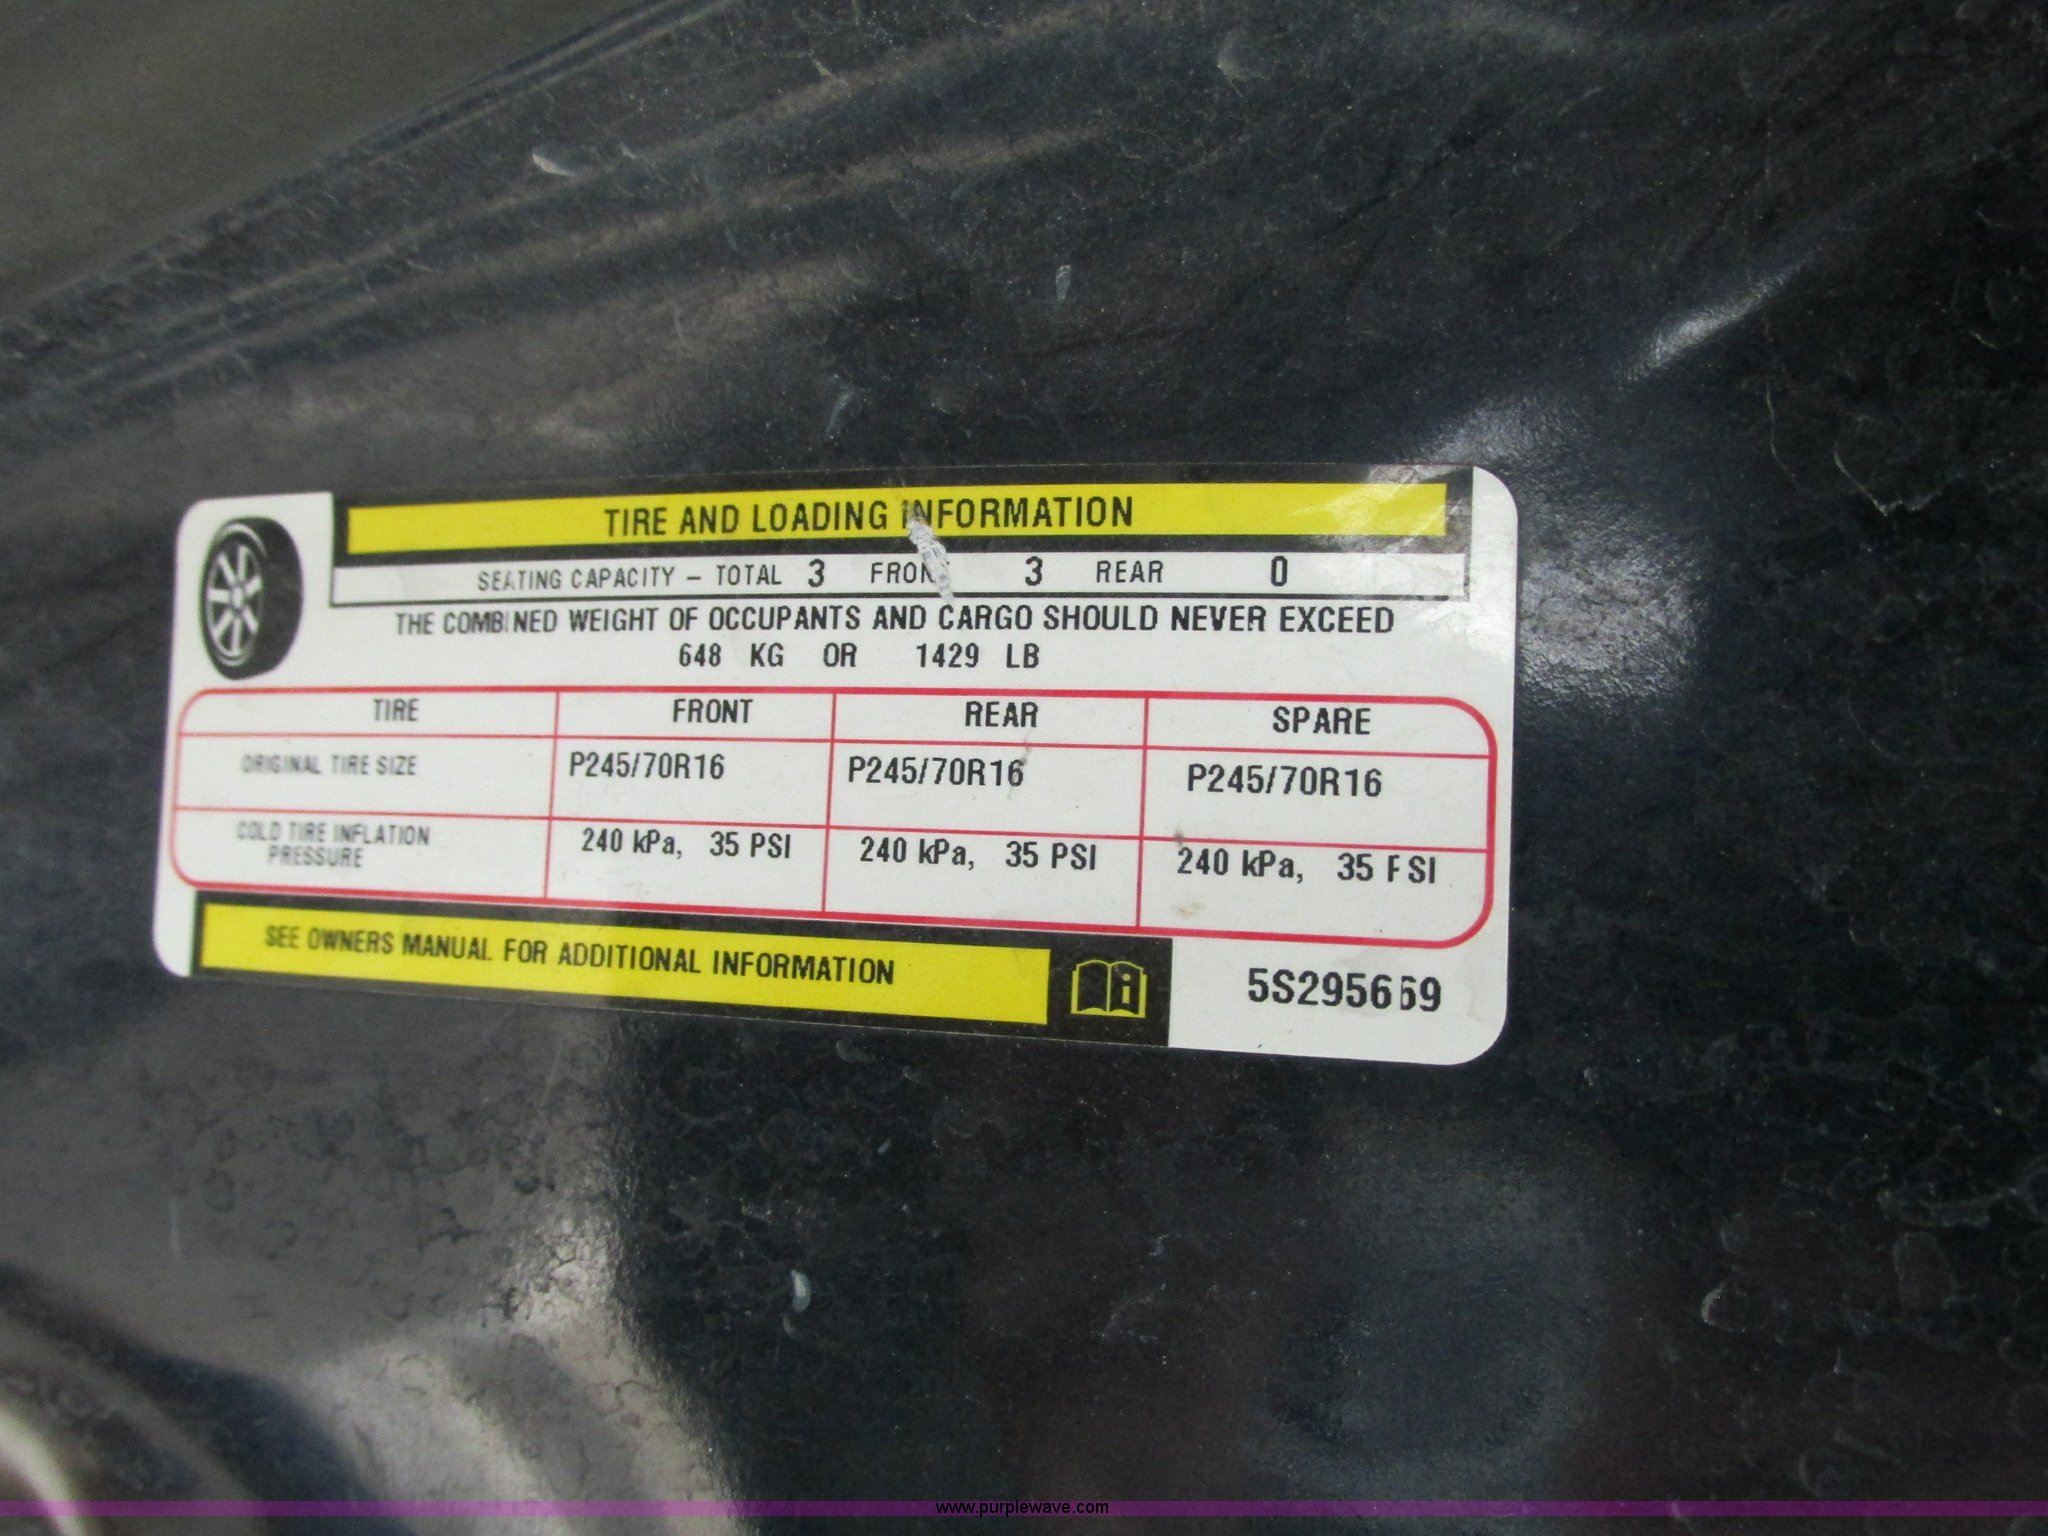 TIRE AND LOADING INFORMATION
SEATING CAPACITY – TOTAL 3 FRONT 3 REAR 0
THE COMBINED WEIGHT OF OCCUPANTS AND CARGO SHOULD NEVER EXCEED
648 KG OR 1429 LB
TIRE FRONT REAR SPARE
ORIGINAL TIRE SIZE P245/70R16 P245/70R16 P245/70R16
COLD TIRE INFLATION PRESSURE 240 kPa, 35 PSI 240 kPa, 35 PSI 240 kPa, 35 PSI
SEE OWNERS MANUAL FOR ADDITIONAL INFORMATION
5S295669
www.purplewave.com